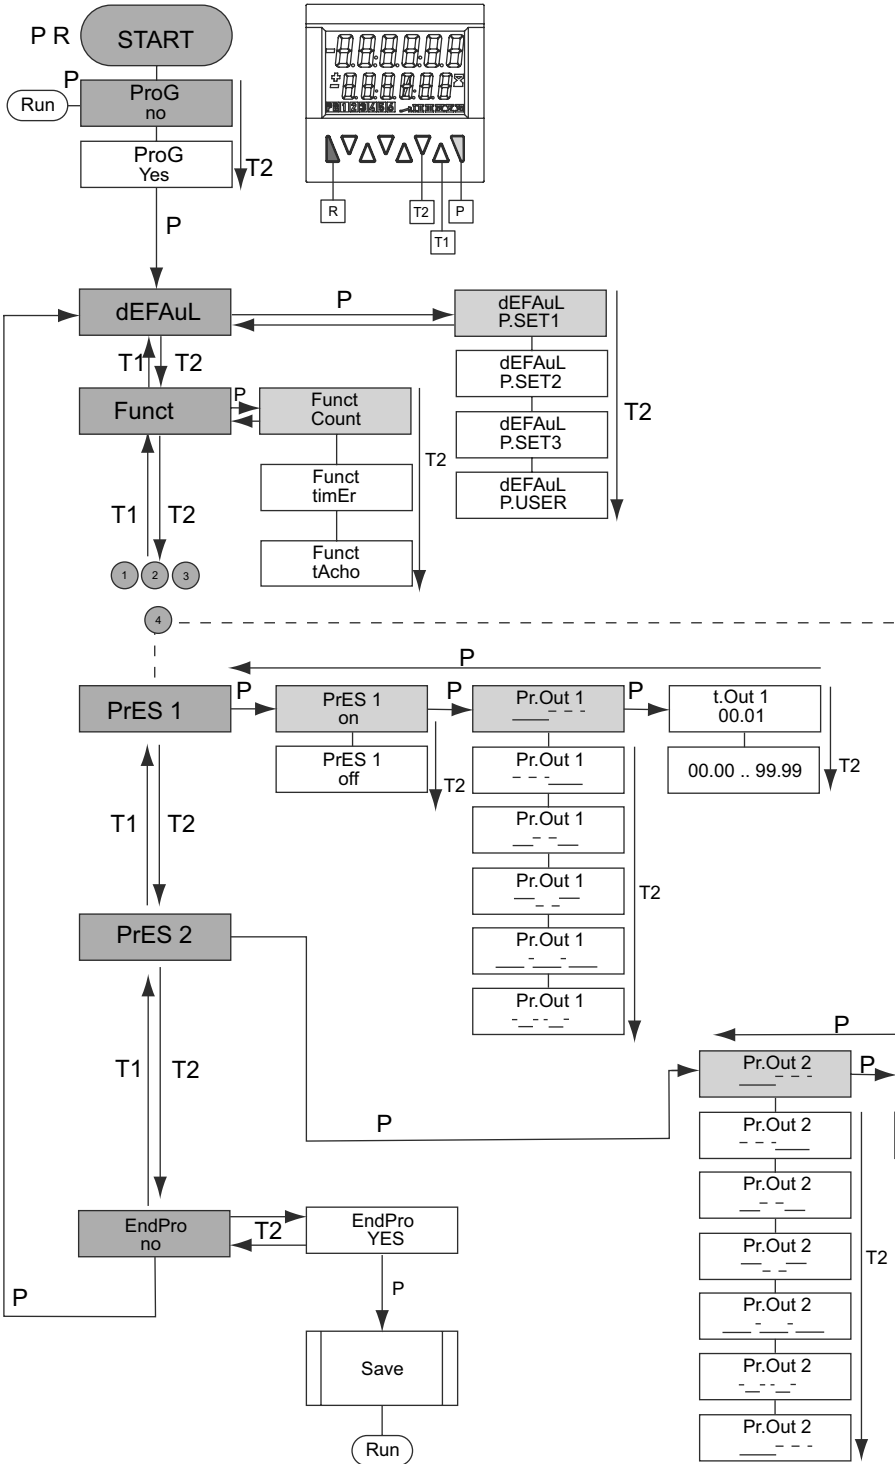 P R
START
P
Run
ProG
no
ProG
Yes
T2
P
R
T2
P
T1
dEFAuL
P
dEFAuL
P.SET1
dEFAuL
P.SET2
dEFAuL
P.SET3
dEFAuL
P.USER
T2
T1
T2
Funct
P
Funct
Count
Funct
timEr
Funct
tAcho
T2
T1
T2
1
2
3
4
P
PrES 1
P
PrES 1
on
PrES 1
off
T2
P
Pr.Out 1
Pr.Out 1
Pr.Out 1
Pr.Out 1
Pr.Out 1
Pr.Out 1
T2
P
t.Out 1
00.01
00.00 .. 99.99
T2
T1
T2
PrES 2
P
T1
T2
P
Pr.Out 2
P
Pr.Out 2
Pr.Out 2
Pr.Out 2
Pr.Out 2
Pr.Out 2
Pr.Out 2
T2
EndPro
no
T2
EndPro
YES
P
P
Save
Run